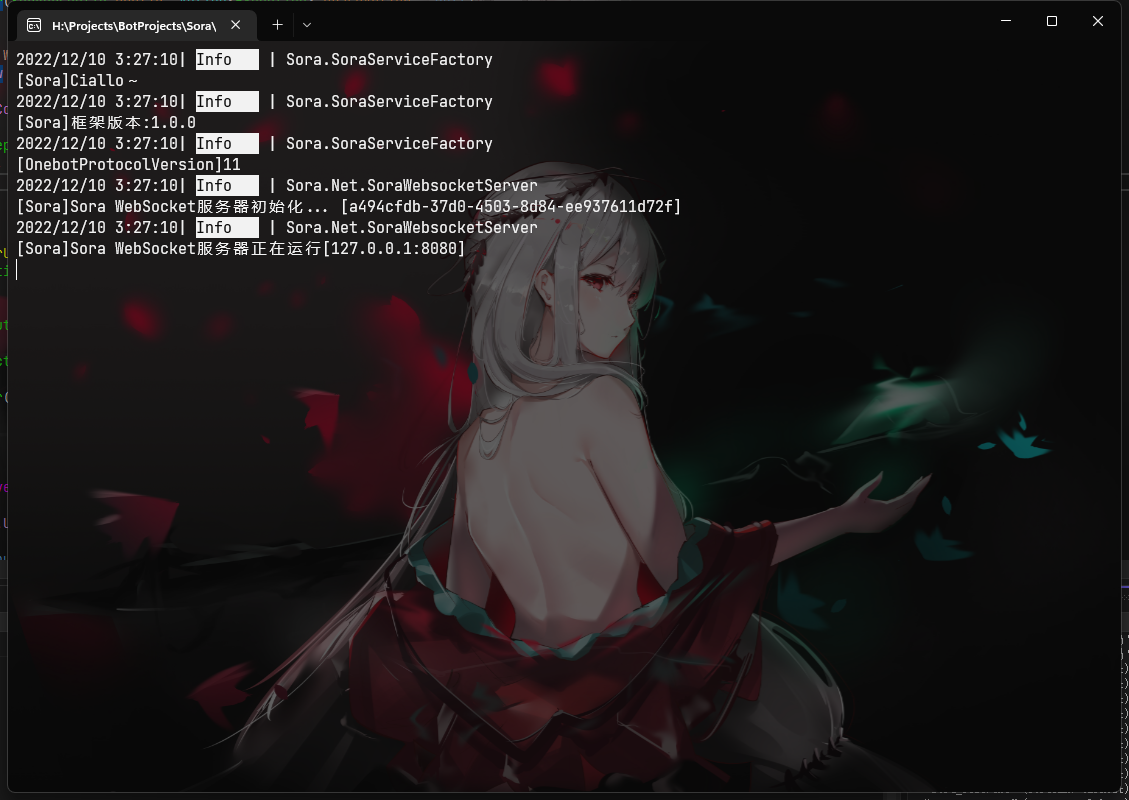 H:\Projects\BotProjects\Sora\
2022/12/10 3:27:10| Info | Sora.SoraServiceFactory
[Sora]Ciallo～
2022/12/10 3:27:10| Info | Sora.SoraServiceFactory
[Sora]框架版本:1.0.0
2022/12/10 3:27:10| Info | Sora.SoraServiceFactory
[OnebotProtocolVersion]11
2022/12/10 3:27:10| Info | Sora.Net.SoraWebsocketServer
[Sora]Sora WebSocket服务器初始化... [a494cfdb-37d0-4503-8d84-ee937611d72f]
2022/12/10 3:27:10| Info | Sora.Net.SoraWebsocketServer
[Sora]Sora WebSocket服务器正在运行[127.0.0.1:8080]